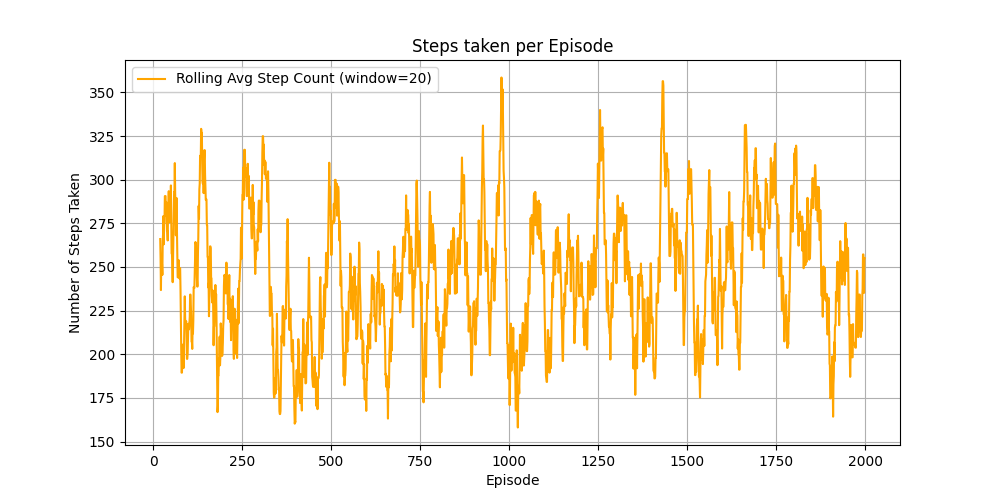 Steps taken per Episode
Rolling Avg Step Count (window=20)
Number of Steps Taken
350
325
300
275
250
225
200
175
150
0 250 500 750 1000 1250 1500 1750 2000
Episode